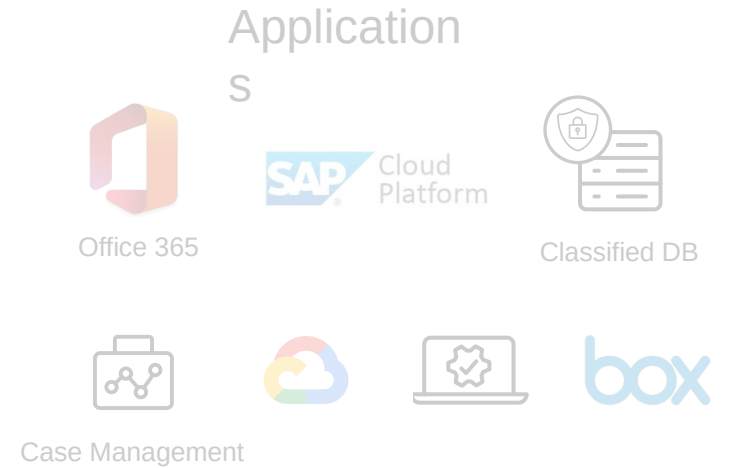 Application
s
SAP
®
Cloud
Platform
Office 365
Classified DB
box
Case Management